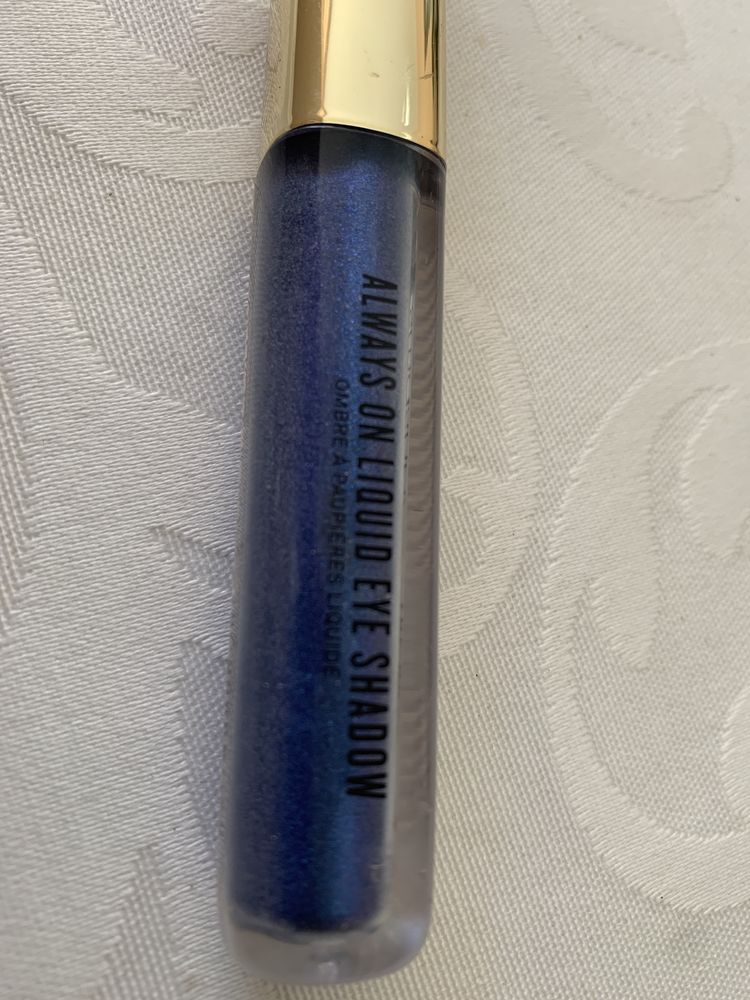 ALWAYS ON LIQUID EYE SHADOW
OMBRE À PAUPIÈRES LIQUIDE